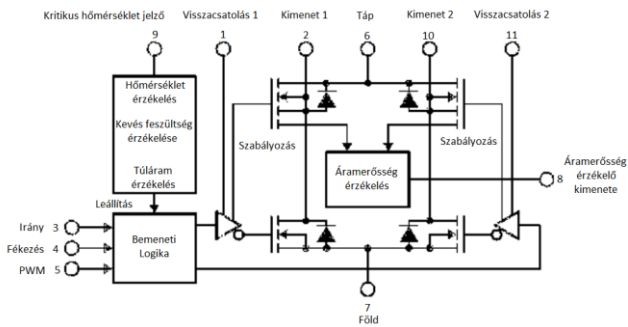 Kritikus hőmérséklet jelző
Visszacsatolás 1
Kimenet 1
Táp
Kimenet 2
Visszacsatolás 2
9
1
2
6
10
11
Hőmérséklet
érzékelés
Kevés feszültség
érzékelése
Túláram
érzékelés
Szabályozás
Szabályozás
Áramerősség
érzékelés
Áramerősség
érzékelő
kimenete
8
Leállítás
Irány 3
Fékezés 4
PWM 5
Bemeneti
Logika
7
Föld